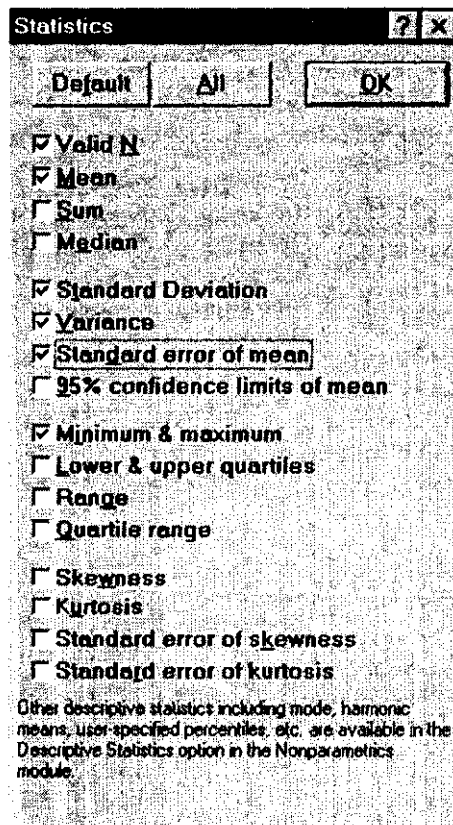 Statistics
Default All OK
Valid N
Mean
Sum
Median
Standard Deviation
Variance
Standard error of mean
95% confidence limits of mean
Minimum & maximum
Lower & upper quartiles
Range
Quartile range
Skewness
Kurtosis
Standard error of skewness
Standard error of kurtosis
Other descriptive statistics including mode, harmonic
means, user-specified percentiles, etc. are available in the
Descriptive Statistics option in the Nonparametrics
module.